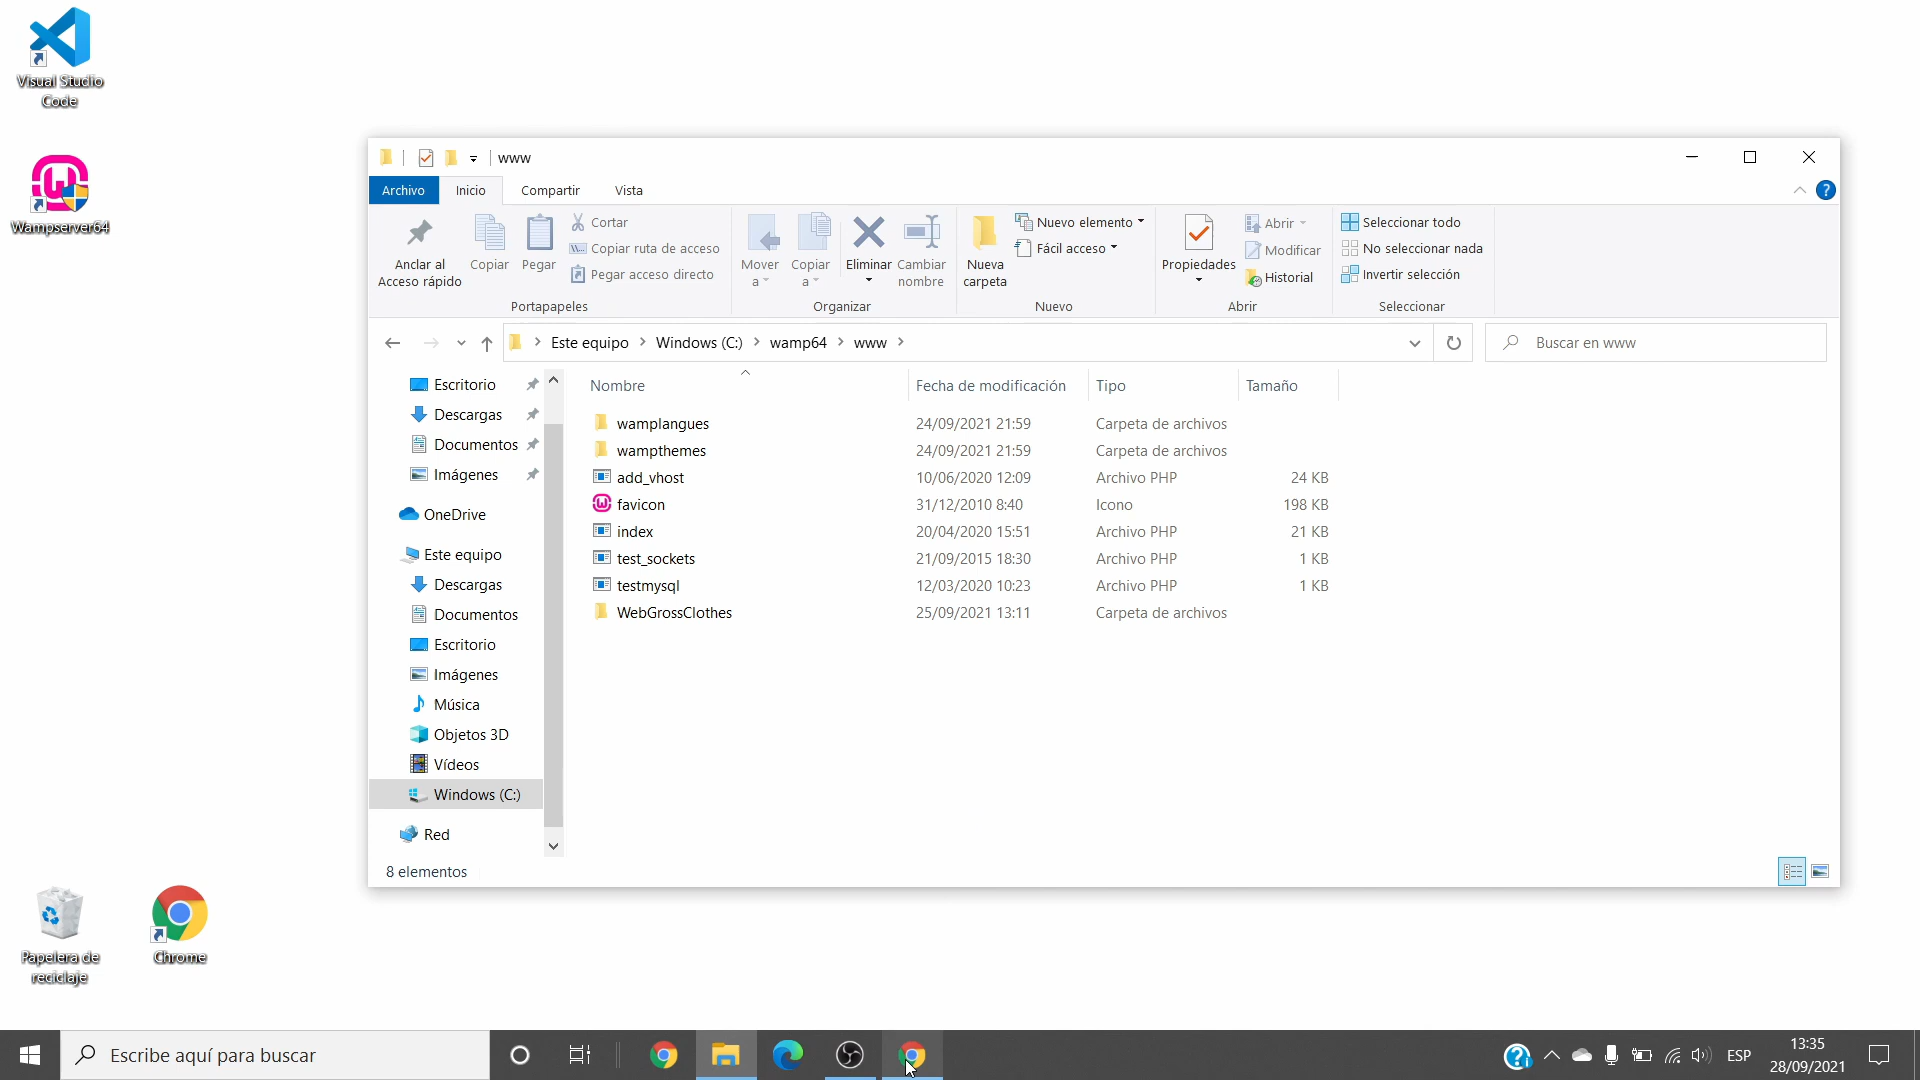 Visual Studio
Code
Wampserver64
www
Archivo Inicio Compartir Vista
Anclar al
Acceso rápido
Copiar
Pegar
Cortar
Copiar ruta de acceso
Pegar acceso directo
Portapapeles
Mover
a
Copiar
a
Eliminar
Cambiar
nombre
Organizar
Nueva
carpeta
Nuevo elemento
Fácil acceso
Nuevo
Propiedades
Abrir
Modificar
Historial
Abrir
Seleccionar todo
No seleccionar nada
Invertir selección
Seleccionar
Este equipo > Windows (C:) > wamp64 > www >
Buscar en www
Escritorio
Descargas
Documentos
Imágenes
OneDrive
Este equipo
Descargas
Documentos
Escritorio
Imágenes
Música
Objetos 3D
Vídeos
Windows (C:)
Red
Nombre Fecha de modificación Tipo Tamaño
wamplangues 24/09/2021 21:59 Carpeta de archivos
wampthemes 24/09/2021 21:59 Carpeta de archivos
add_vhost 10/06/2020 12:09 Archivo PHP 24 KB
favicon 31/12/2010 8:40 Icono 198 KB
index 20/04/2020 15:51 Archivo PHP 21 KB
test_sockets 21/09/2015 18:30 Archivo PHP 1 KB
testmysql 12/03/2020 10:23 Archivo PHP 1 KB
WebGrossClothes 25/09/2021 13:11 Carpeta de archivos
8 elementos
Papelera de
reciclaje
Chrome
Escribe aquí para buscar
ESP
13:35
28/09/2021